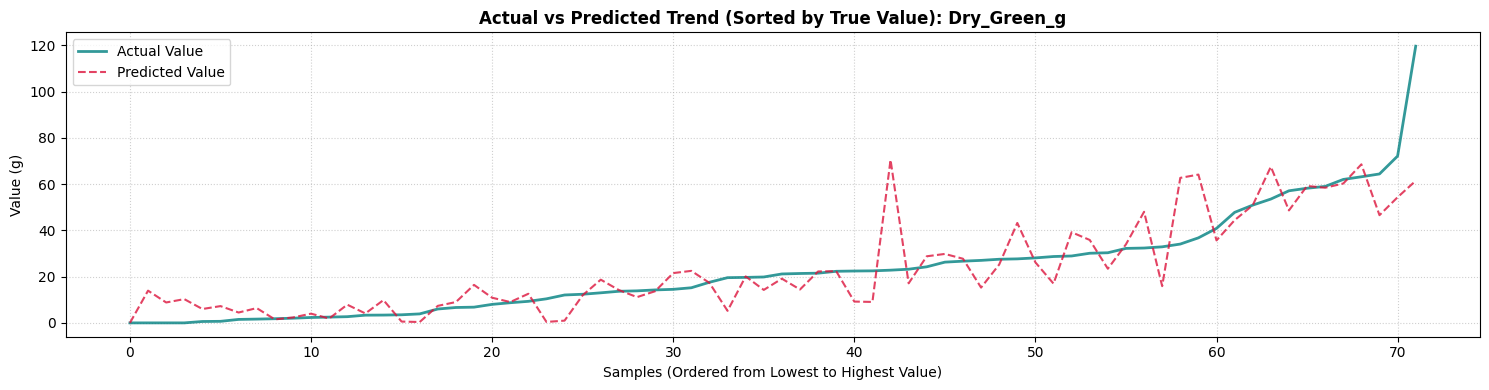 Actual vs Predicted Trend (Sorted by True Value): Dry_Green_g
Actual Value
Predicted Value
Value (g)
120
100
80
60
40
20
0
0 10 20 30 40 50 60 70
Samples (Ordered from Lowest to Highest Value)